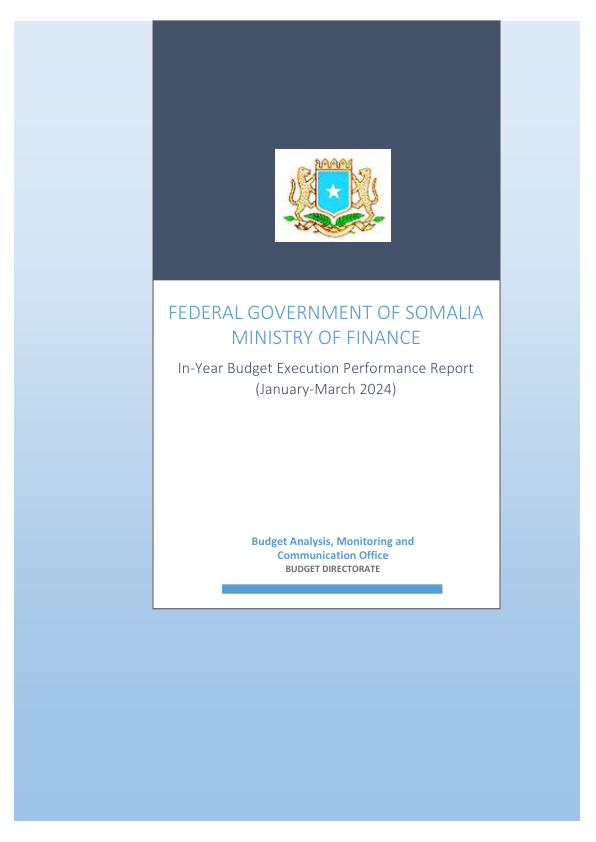 FEDERAL GOVERNMENT OF SOMALIA
MINISTRY OF FINANCE
In-Year Budget Execution Performance Report
(January-March 2024)
Budget Analysis, Monitoring and
Communication Office
BUDGET DIRECTORATE